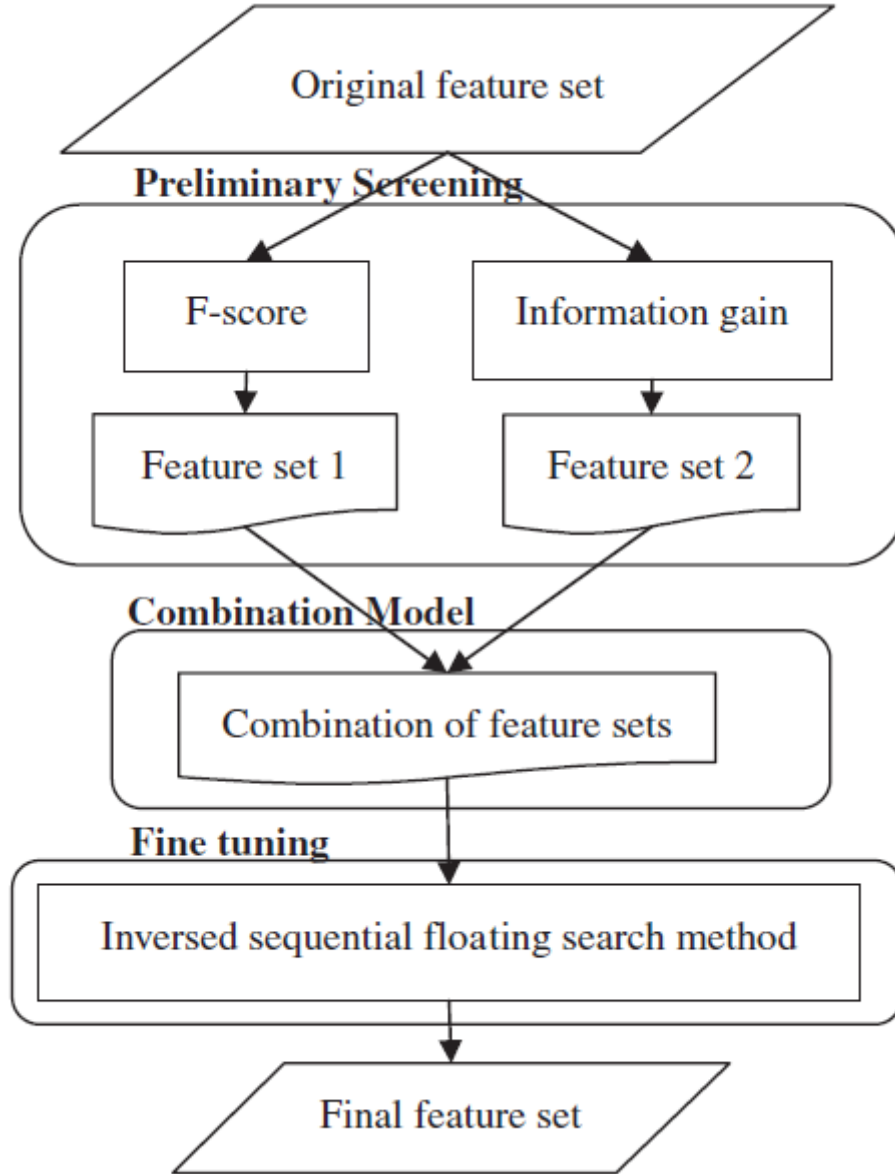 Original feature set
Preliminary Screening
F-score
Information gain
Feature set 1
Feature set 2
Combination Model
Combination of feature sets
Fine tuning
Inversed sequential floating search method
Final feature set